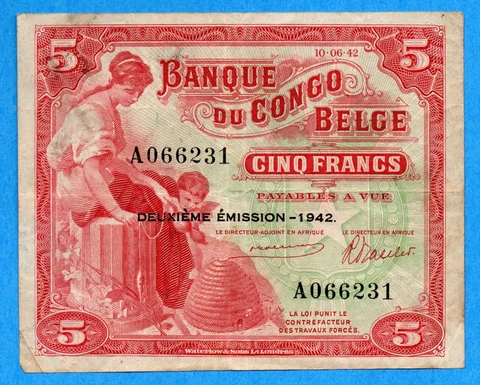 5 5
10·06·42
BANQUE
DU CONGO
BELGE
A066231
CINQ FRANCS
PAYABLES A VUE
DEUXIÈME ÉMISSION - 1942.
LE DIRECTEUR-ADJOINT EN AFRIQUE LE DIRECTEUR EN AFRIQUE
A066231
LA LOI PUNIT LE
CONTREFACTEUR
DES TRAVAUX FORCÉS.
5 5
Waterlow & Sons Ld Londres